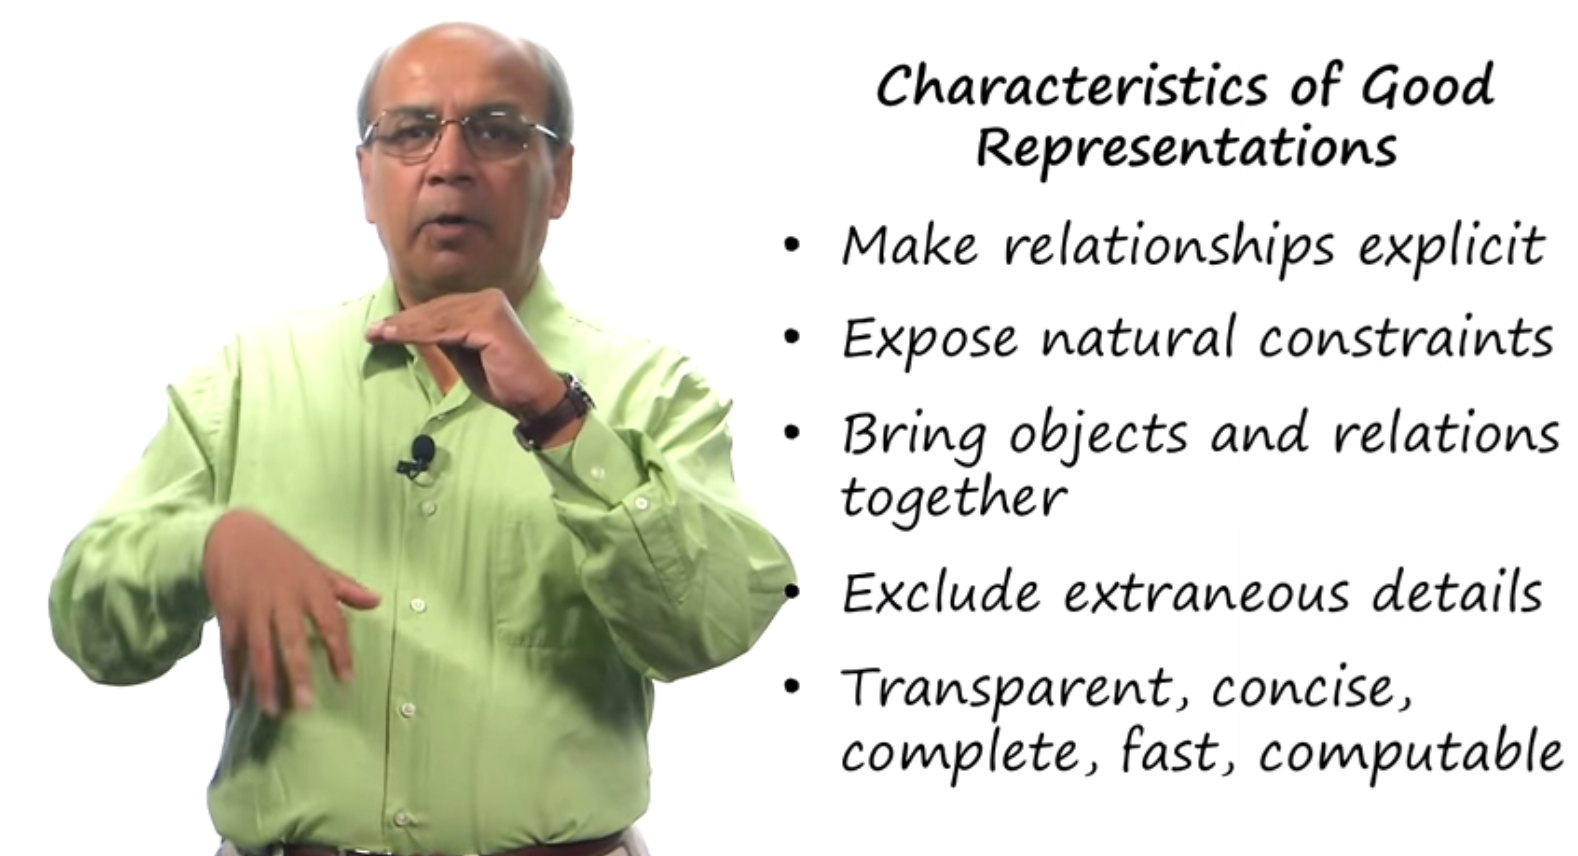 Characteristics of Good
Representations
• Make relationships explicit
• Expose natural constraints
• Bring objects and relations
together
• Exclude extraneous details
• Transparent, concise,
complete, fast, computable